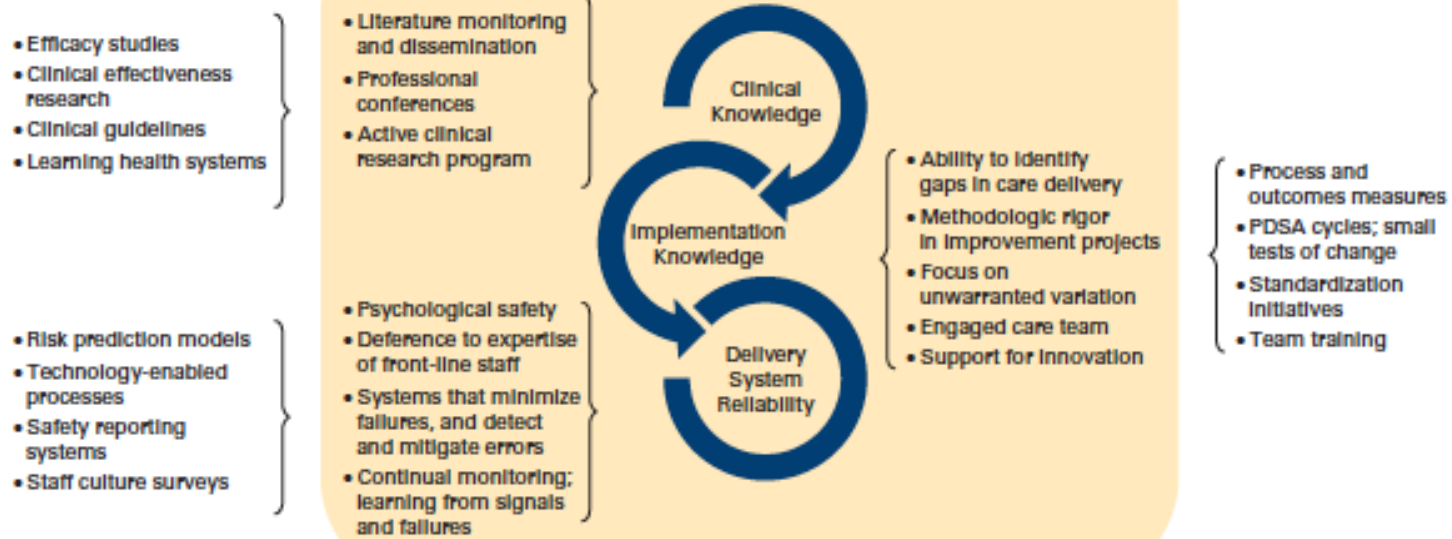 • Efficacy studies
• Clinical effectiveness
research
• Clinical guidelines
• Learning health systems
• Literature monitoring
and dissemination
• Professional
conferences
• Active clinical
research program
Clinical
Knowledge
Implementation
Knowledge
• Ability to identify
gaps in care delivery
• Methodologic rigor
in improvement projects
• Focus on
unwarranted variation
• Engaged care team
• Support for innovation
• Process and
outcomes measures
• PDSA cycles; small
tests of change
• Standardization
initiatives
• Team training
• Risk prediction models
• Technology-enabled
processes
• Safety reporting
systems
• Staff culture surveys
• Psychological safety
• Deference to expertise
of front-line staff
• Systems that minimize
failures, and detect
and mitigate errors
• Continual monitoring;
learning from signals
and failures
Delivery
System
Reliability